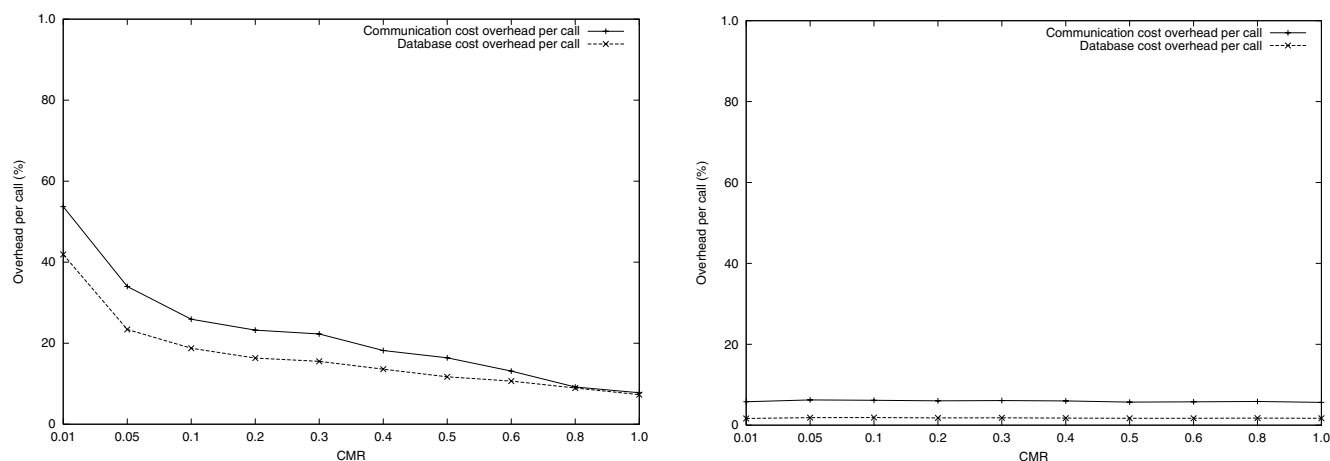 1.0
80
60
40
20
0
Overhead per call (%)
Communication cost overhead per call
Database cost overhead per call
0.01 0.05 0.1 0.2 0.3 0.4 0.5 0.6 0.8 1.0
CMR
1.0
80
60
40
20
0
Overhead per call (%)
Communication cost overhead per call
Database cost overhead per call
0.01 0.05 0.1 0.2 0.3 0.4 0.5 0.6 0.8 1.0
CMR